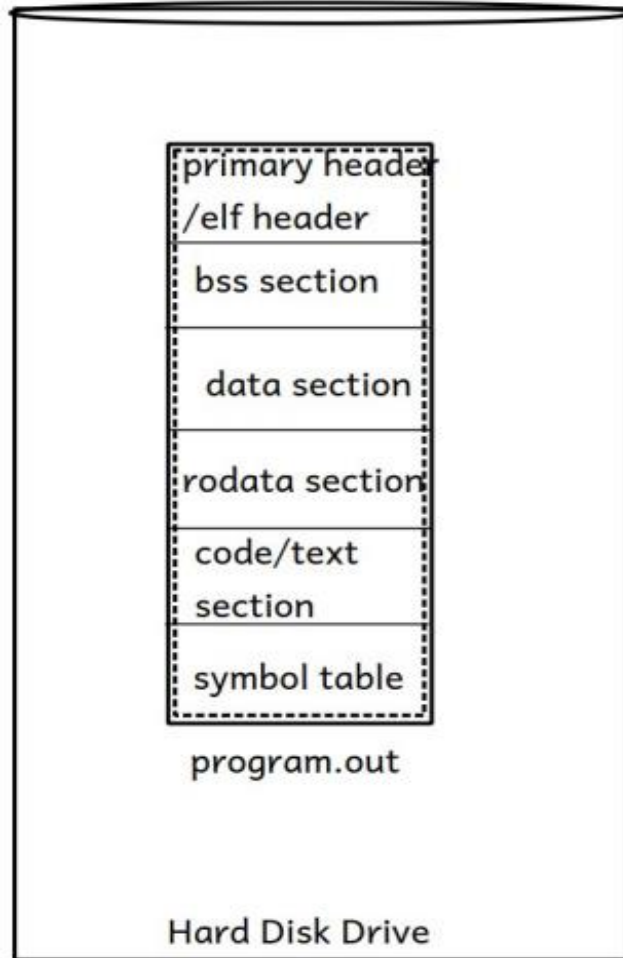 primary header
/elf header
bss section
data section
rodata section
code/text
section
symbol table
program.out
Hard Disk Drive